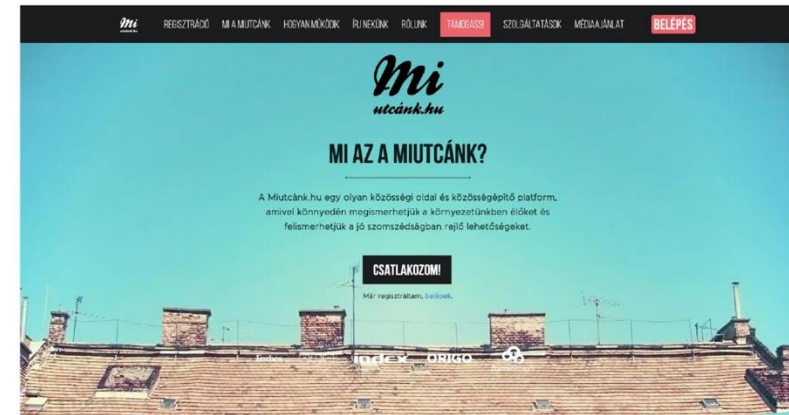 Mi
REGISZTRÁCIÓ MI A MIUTCÁNK HOGYAN MŰKÖDIK ÍRJ NEKÜNK RÓLUNK TÁMOGASS! SZOLGÁLTATÁSOK MÉDIAAJÁNLAT BELÉPÉS
Mi
utcánk.hu
MI AZ A MIUTCÁNK?
A Miutcánk.hu egy olyan közösségi oldal és közösségépítő platform,
amivel könnyedén megismerhetjük a környezetünkben élőket és
felismerhetjük a jó szomszédságban rejlő lehetőségeket.
CSATLAKOZOM!
Már regisztráltam, belépek.
index ORIGO